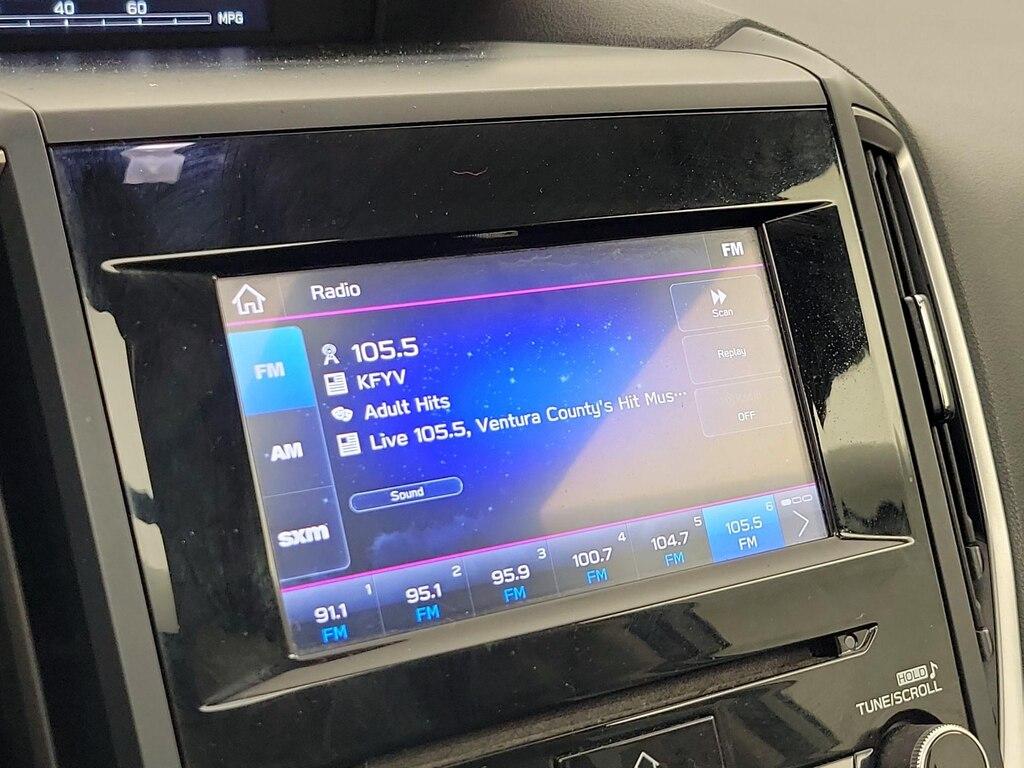 40 60 MPG
Radio FM
FM
AM
sxm
105.5
KFYV
Adult Hits
Live 105.5, Ventura County's Hit Mus...
Sound
Scan
Replay
OFF
91.1 1 FM
95.1 2 FM
95.9 3 FM
100.7 4 FM
104.7 5 FM
105.5 6 FM
HOLD
TUNE/SCROLL